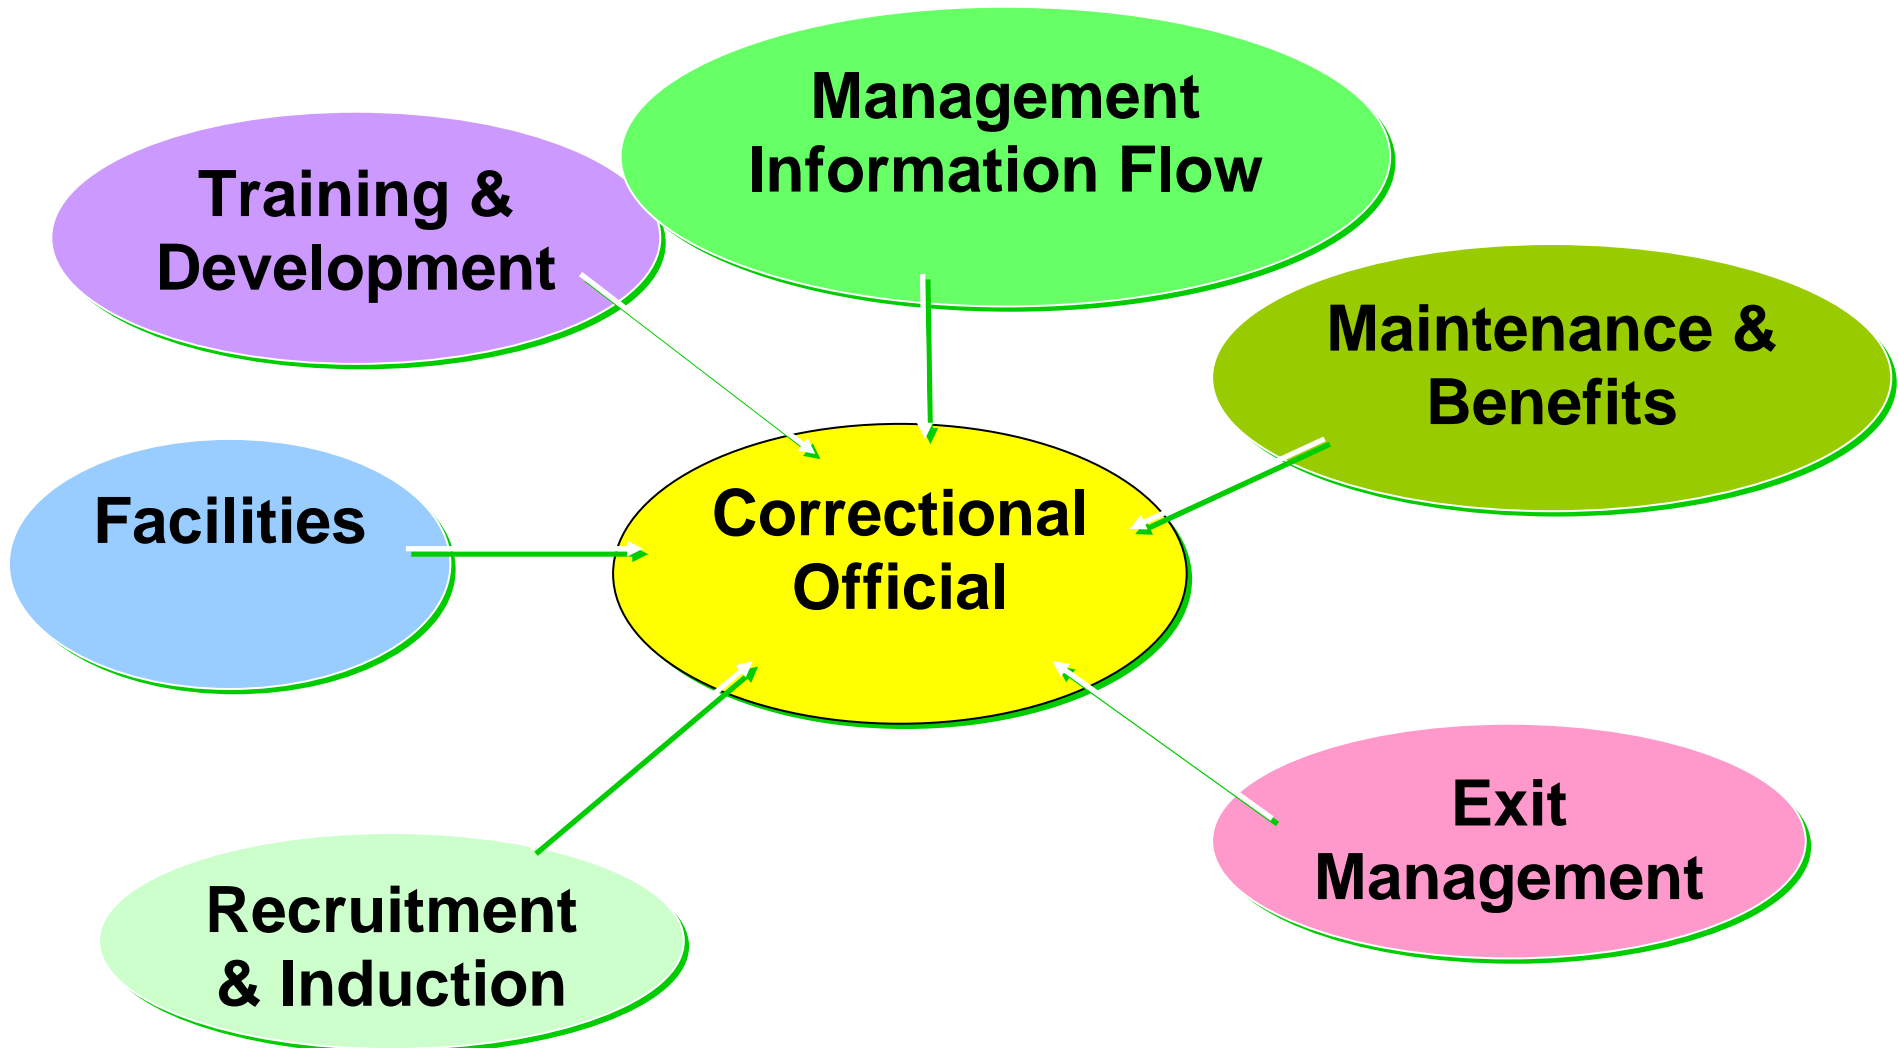 Management
Information Flow
Training &
Development
Maintenance &
Benefits
Facilities
Correctional
Official
Exit
Management
Recruitment
& Induction